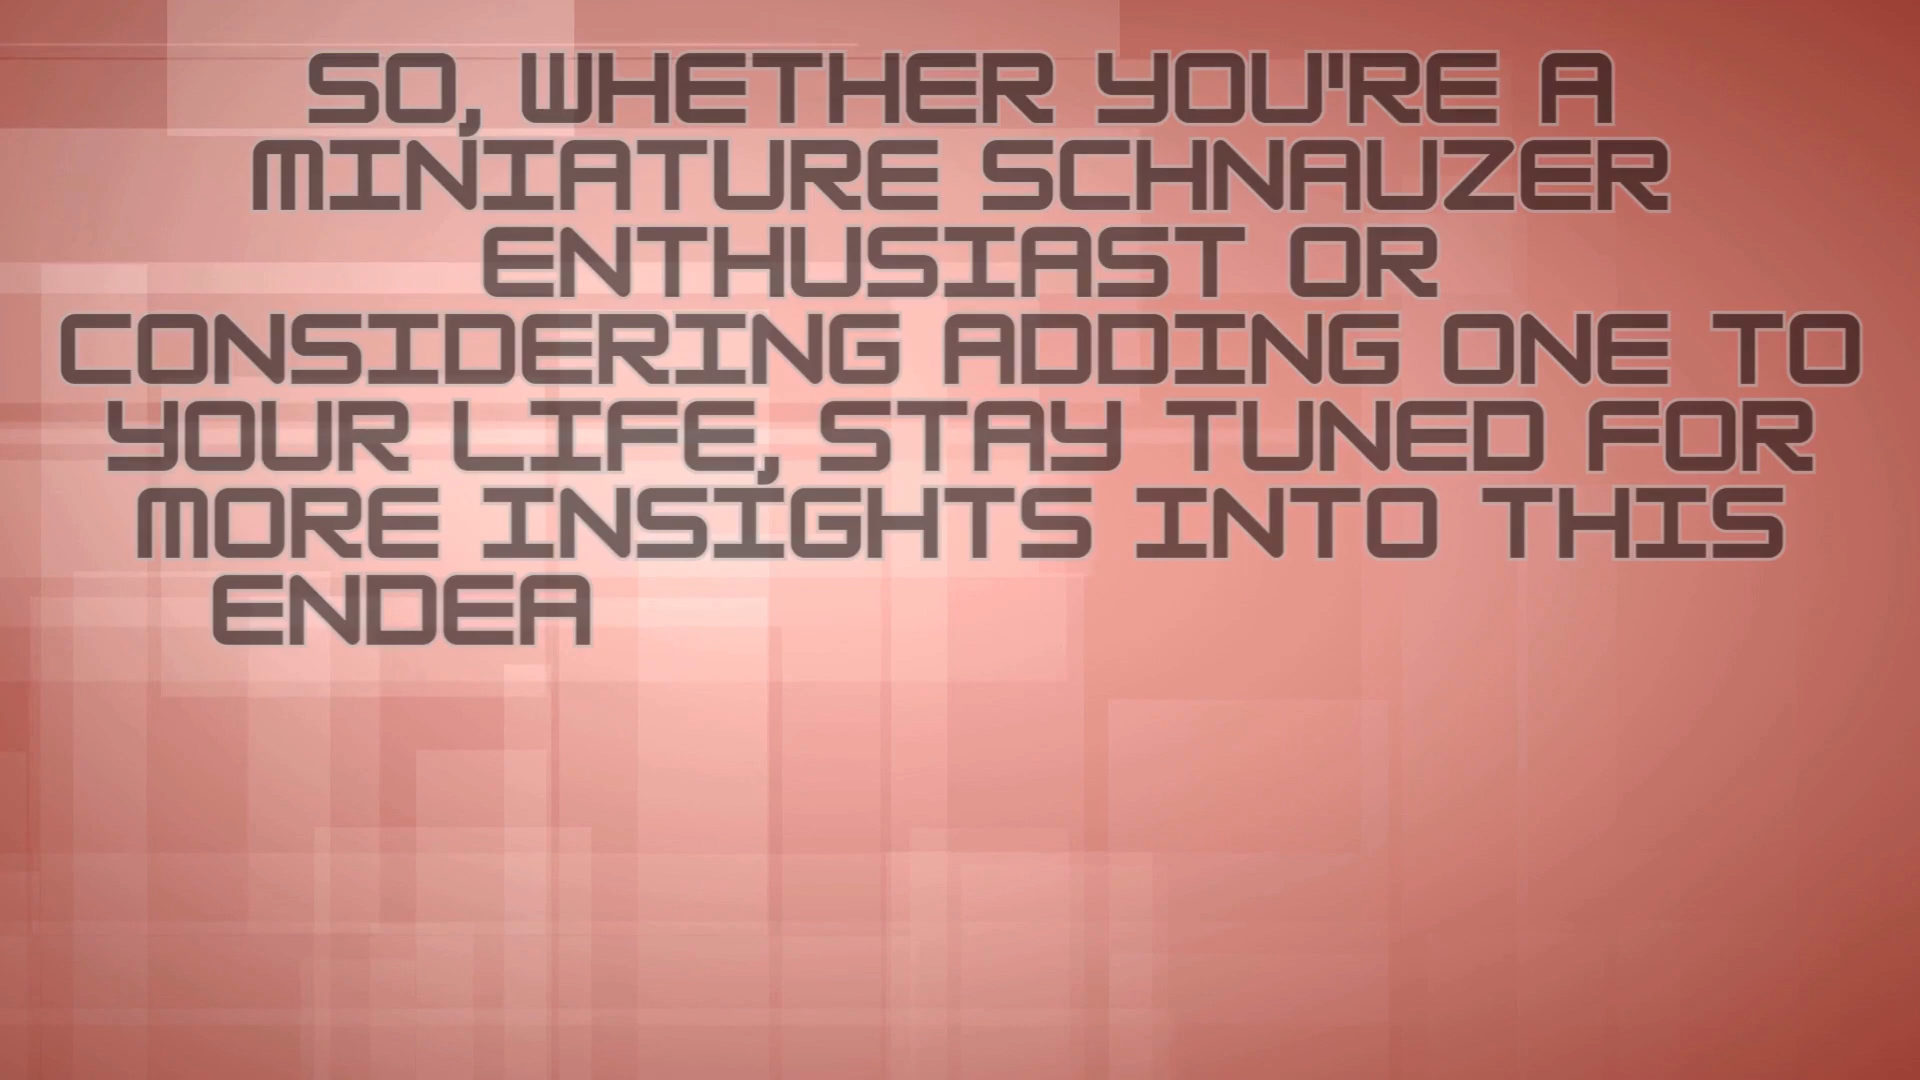 SO, WHETHER YOU'RE A
MINIATURE SCHNAUZER
ENTHUSIAST OR
CONSIDERING ADDING ONE TO
YOUR LIFE, STAY TUNED FOR
MORE INSIGHTS INTO THIS
ENDEA